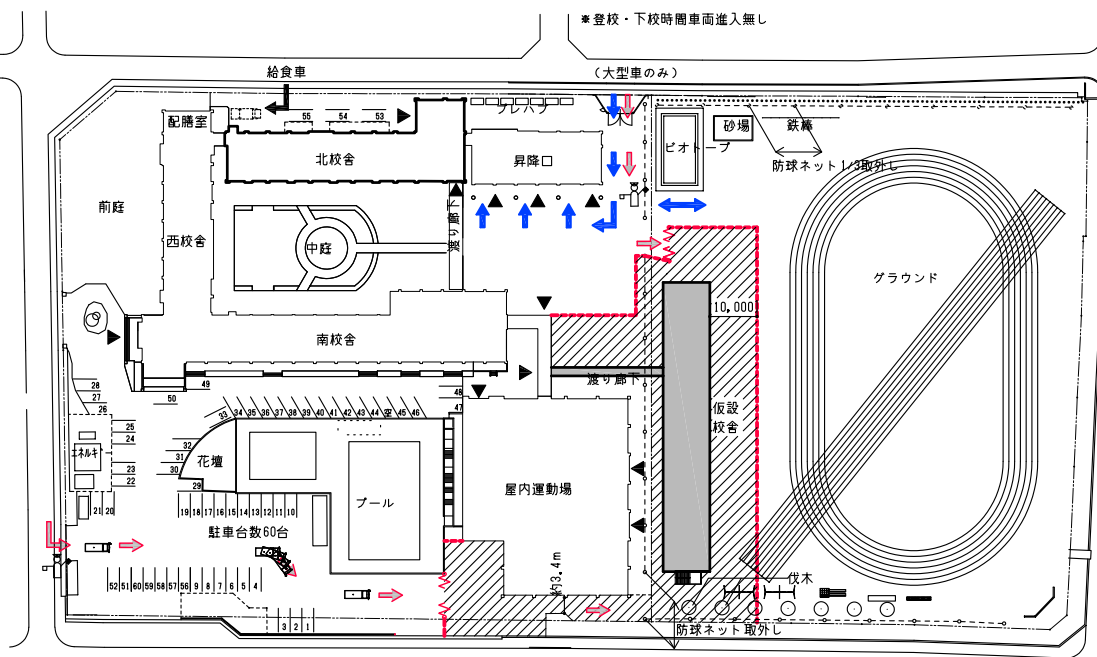 ※登校・下校時間車両進入無し
給食車
（大型車のみ）
プレハブ
配膳室
55 54 53
砂場
鉄棒
ビオトープ
北校舎
昇降口
防球ネット1/3取外し
前庭
渡り廊下
西校舎
中庭
グラウンド
10,000
南校舎
渡り廊下
28
27
26
49
50
48
47
仮設
校舎
33 34 35 36 37 38 39 40 41 42 43 44 空 45 46
25
24
エネルギー
32
31
30
花壇
23
22
29
プール
屋内運動場
21 20
19 18 17 16 15 14 13 12 11 10
駐車台数60台
約3.4m
52 51 60 59 58 57 56 9 8 7 6 5 4
伐木
3 2 1
防球ネット取外し